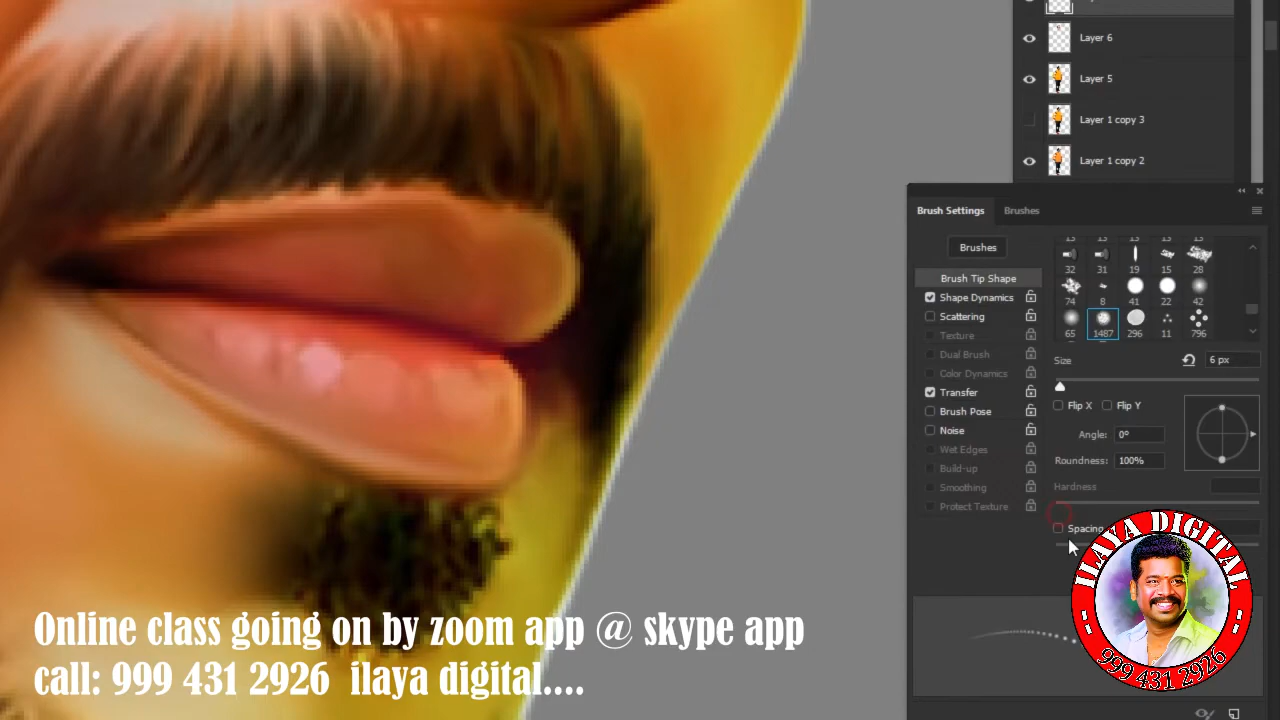 Layer 6
Layer 5
Layer 1 copy 3
Layer 1 copy 2
Brush Settings Brushes
Brushes
Brush Tip Shape
Shape Dynamics
Scattering
Texture
Dual Brush
Color Dynamics
Transfer
Brush Pose
Noise
Wet Edges
Build-up
Smoothing
Protect Texture
32 31 19 15 28
74 8 41 22 42
65 1487 296 11 796
Size 6 px
Flip X Flip Y
Angle: 0°
Roundness: 100%
Hardness
Spacing
ILAYA DIGITAL
999 431 2926
Online class going on by zoom app @ skype app
call: 999 431 2926 ilaya digital....